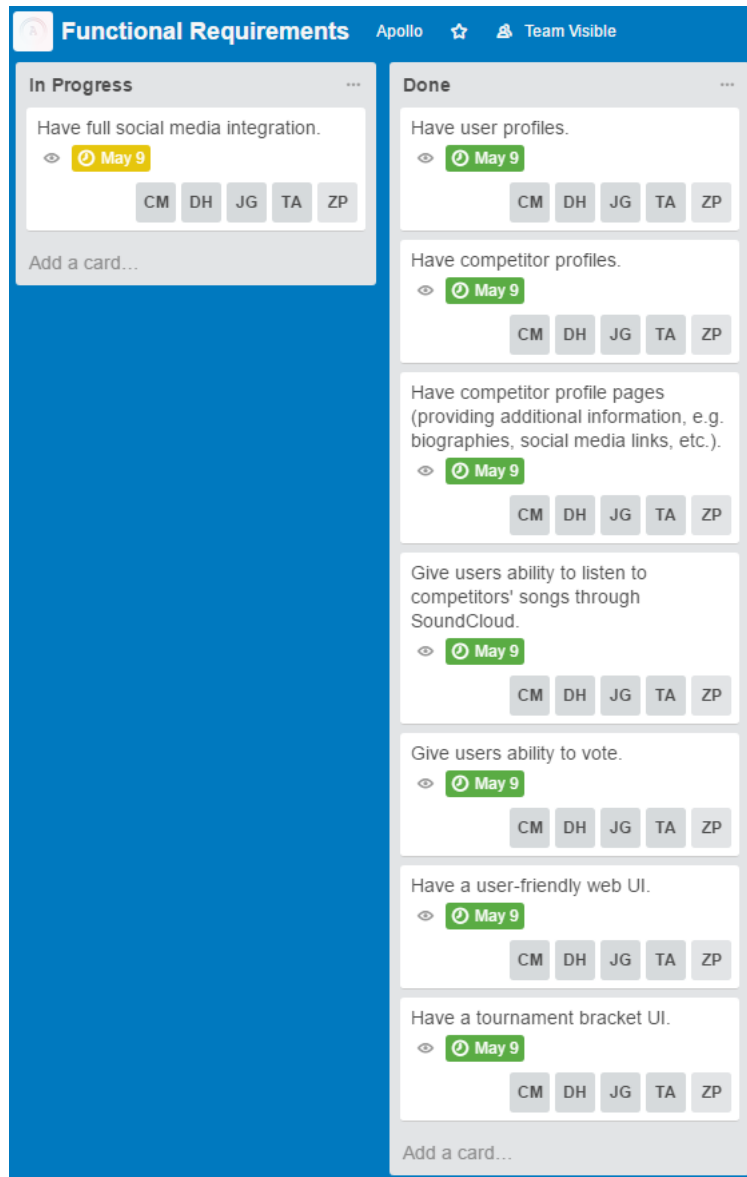 Functional Requirements Apollo Team Visible
In Progress
Have full social media integration.
May 9
CM DH JG TA ZP
Add a card...
Done
Have user profiles.
May 9
CM DH JG TA ZP
Have competitor profiles.
May 9
CM DH JG TA ZP
Have competitor profile pages
(providing additional information, e.g.
biographies, social media links, etc.).
May 9
CM DH JG TA ZP
Give users ability to listen to
competitors' songs through
SoundCloud.
May 9
CM DH JG TA ZP
Give users ability to vote.
May 9
CM DH JG TA ZP
Have a user-friendly web UI.
May 9
CM DH JG TA ZP
Have a tournament bracket UI.
May 9
CM DH JG TA ZP
Add a card...